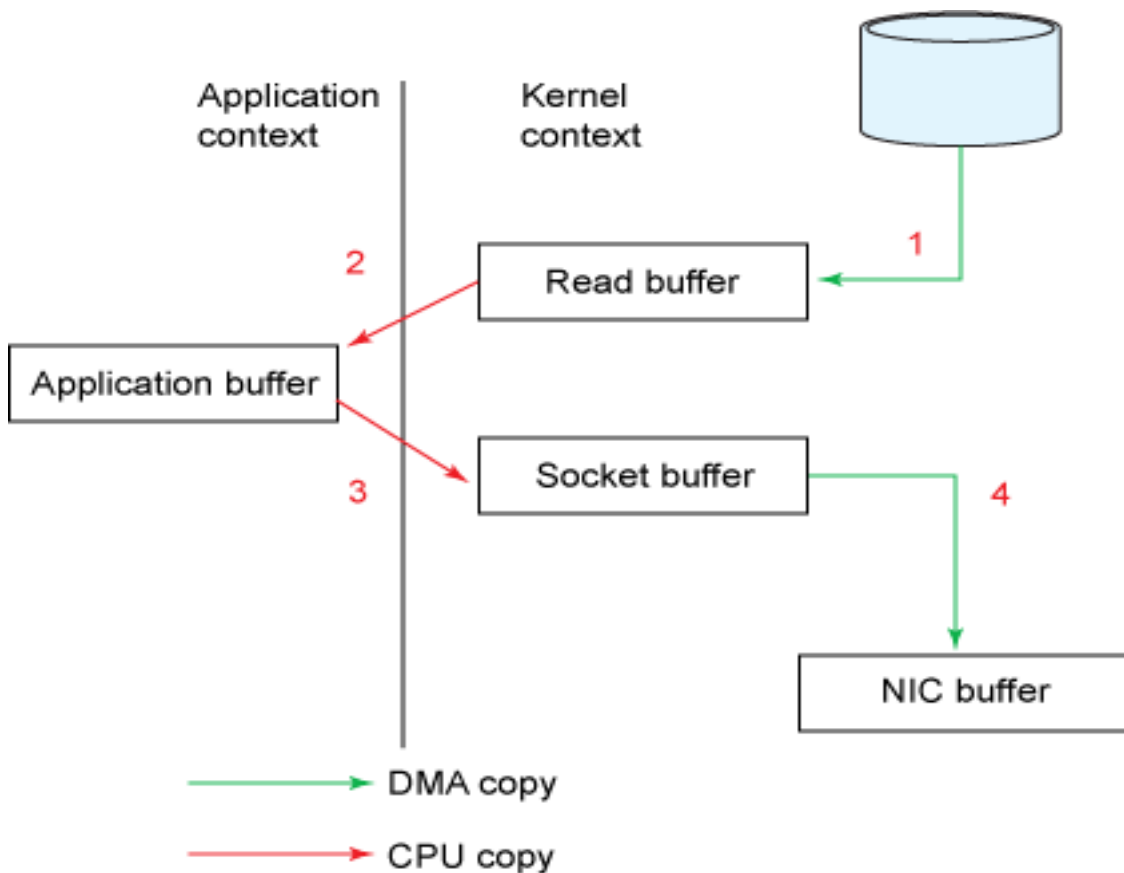 Application
context
Kernel
context
1
2
Read buffer
Application buffer
Socket buffer
3
4
NIC buffer
DMA copy
CPU copy